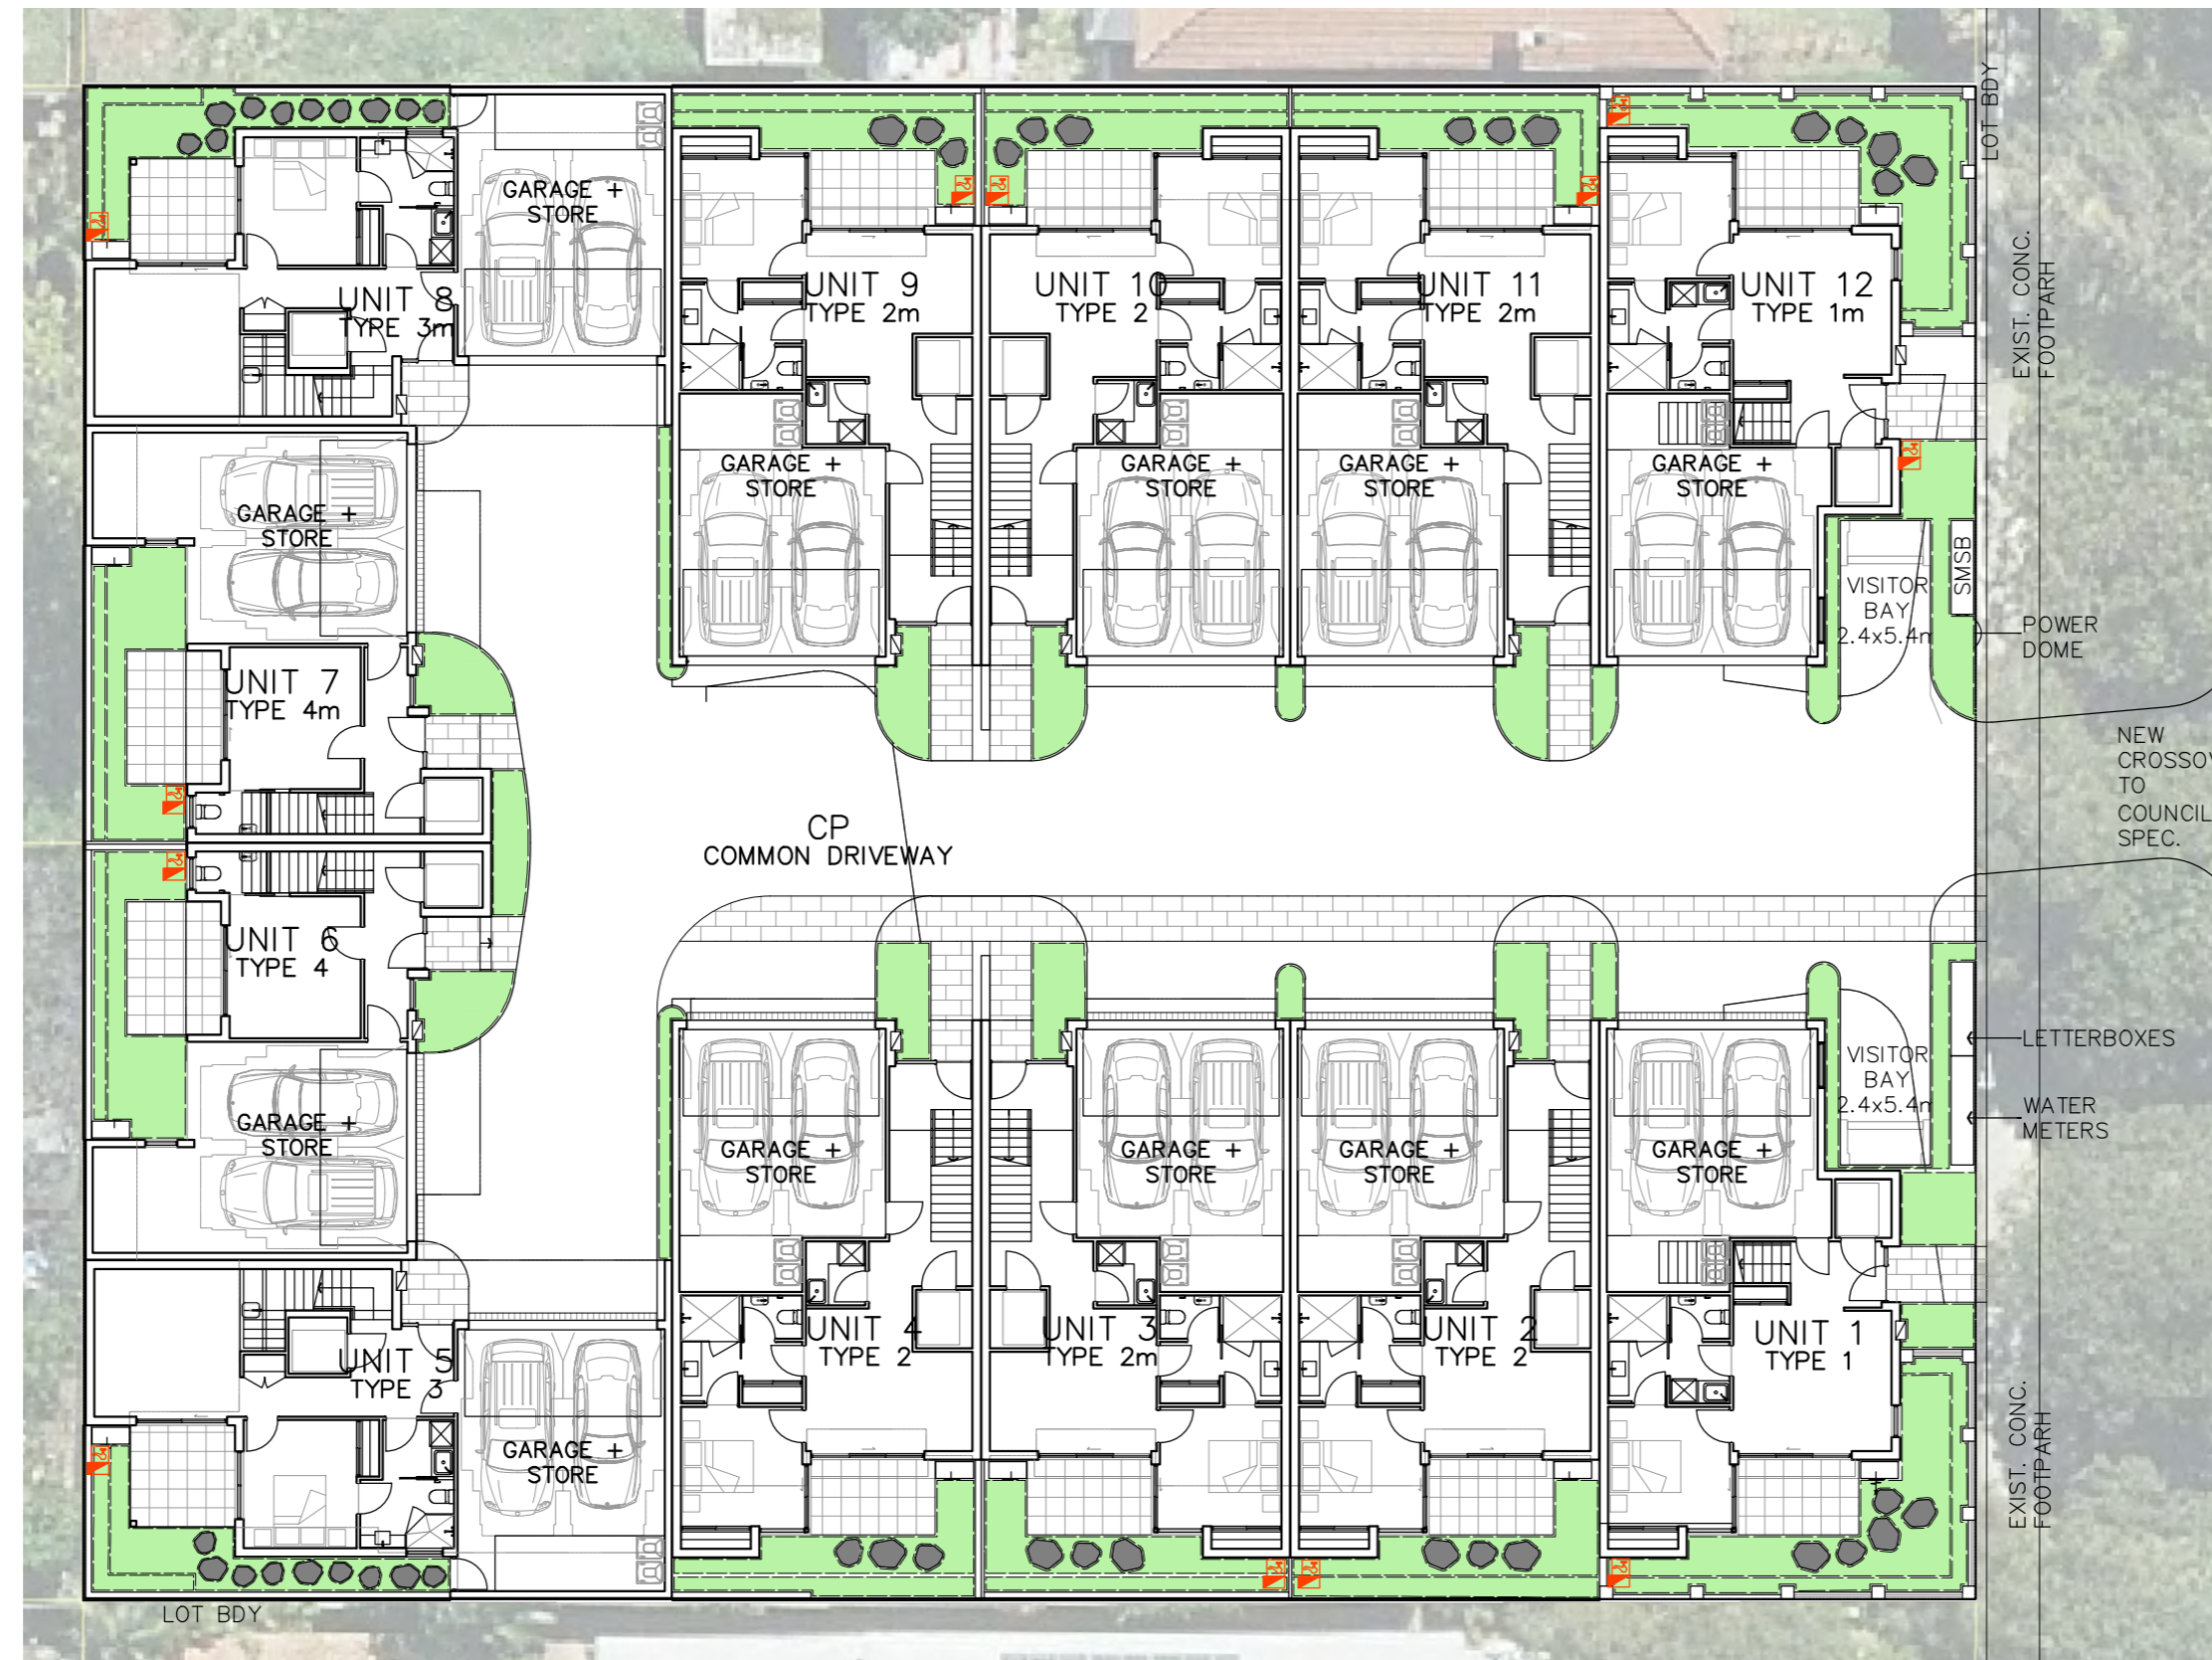 LOT BDY
GARAGE +
STORE
UNIT 8
TYPE 3m
UNIT 9
TYPE 2m
UNIT 10
TYPE 2
UNIT 11
TYPE 2m
UNIT 12
TYPE 1m
EXIST. CONC.
FOOTPARH
GARAGE +
STORE
GARAGE +
STORE
GARAGE +
STORE
GARAGE +
STORE
GARAGE +
STORE
VISITOR
BAY
2.4x5.4m
SMSB
POWER
DOME
UNIT 7
TYPE 4m
NEW
CROSSOV
TO
COUNCIL
SPEC.
CP
COMMON DRIVEWAY
UNIT 6
TYPE 4
LETTERBOXES
VISITOR
BAY
2.4x5.4m
WATER
METERS
GARAGE +
STORE
GARAGE +
STORE
GARAGE +
STORE
GARAGE +
STORE
GARAGE +
STORE
UNIT 5
TYPE 3
UNIT 4
TYPE 2
UNIT 3
TYPE 2m
UNIT 2
TYPE 2
UNIT 1
TYPE 1
EXIST. CONC.
FOOTPARH
GARAGE +
STORE
LOT BDY